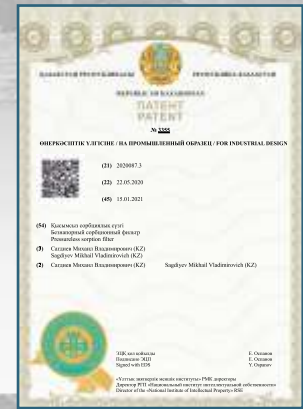 ҚАЗАҚСТАН РЕСПУБЛИКАСЫ РЕСПУБЛИКА КАЗАХСТАН
REPUBLIC OF KAZAKHSTAN
ПАТЕНТ
PATENT
№ 3355
ӨНЕРКӘСІПТІК ҮЛГІСІНЕ / НА ПРОМЫШЛЕННЫЙ ОБРАЗЕЦ / FOR INDUSTRIAL DESIGN
(21) 2020087.3
(22) 22.05.2020
(45) 15.01.2021
(54) Қысымсыз сорбциялық сүзгі
Безнапорный сорбционный фильтр
Pressureless sorption filter
(73) Сагдиев Михаил Владимирович (KZ)
Sagdiyev Mikhail Vladimirovich (KZ)
(72) Сагдиев Михаил Владимирович (KZ) Sagdiyev Mikhail Vladimirovich (KZ)
ЭЦҚ қол қойылды Е. Оспанов
Подписано ЭЦП Е. Оспанов
Signed with EDS Y. Ospanov
«Ұлттық зияткерлік меншік институты» РМК директоры
Директор РГП «Национальный институт интеллектуальной собственности»
Director of the «National Institute of Intellectual Property» RSE